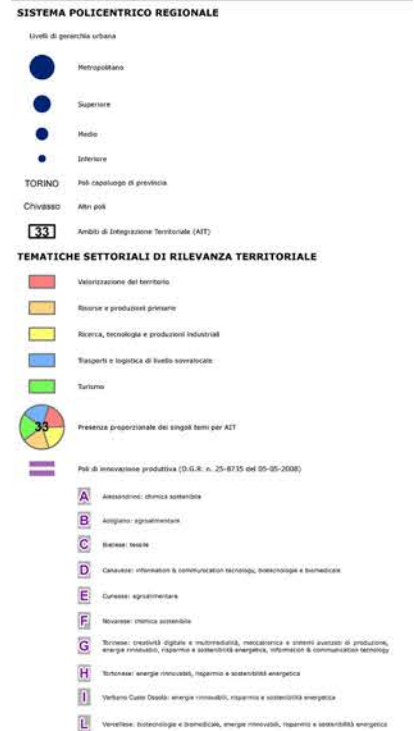 SISTEMA POLICENTRICO REGIONALE
Livelli di gerarchia urbana
Metropolitano
Superiore
Medio
Inferiore
TORINO Poli capoluogo di provincia
Chivasso Altri poli
33 Ambiti di Integrazione Territoriale (AIT)
TEMATICHE SETTORIALI DI RILEVANZA TERRITORIALE
Valorizzazione del territorio
Risorse e produzioni primarie
Ricerca, tecnologia e produzioni industriali
Trasporti e logistica di livello sovralocale
Turismo
33 Presenza proporzionale dei singoli temi per AIT
Poli di innovazione produttiva (D.G.R. n. 25-8735 del 05-05-2008)
A Alessandrino: chimica sostenibile
B Astigiano: agroalimentare
C Biellese: tessile
D Canavese: information & communication tecnology, biotecnologie e biomedicale
E Cuneese: agroalimentare
F Novarese: chimica sostenibile
G Torinese: creatività digitale e multimedialità, meccatronica e sistemi avanzati di produzione,
energie rinnovabili, risparmio e sostenibilità energetica, information & communication tecnology
H Tortonese: energie rinnovabili, risparmio e sostenibilità energetica
I Verbano Cusio Ossola: energie rinnovabili, risparmio e sostenibilità energetica
L Vercellese: biotecnologie e biomedicale, energie rinnovabili, risparmio e sostenibilità energetica